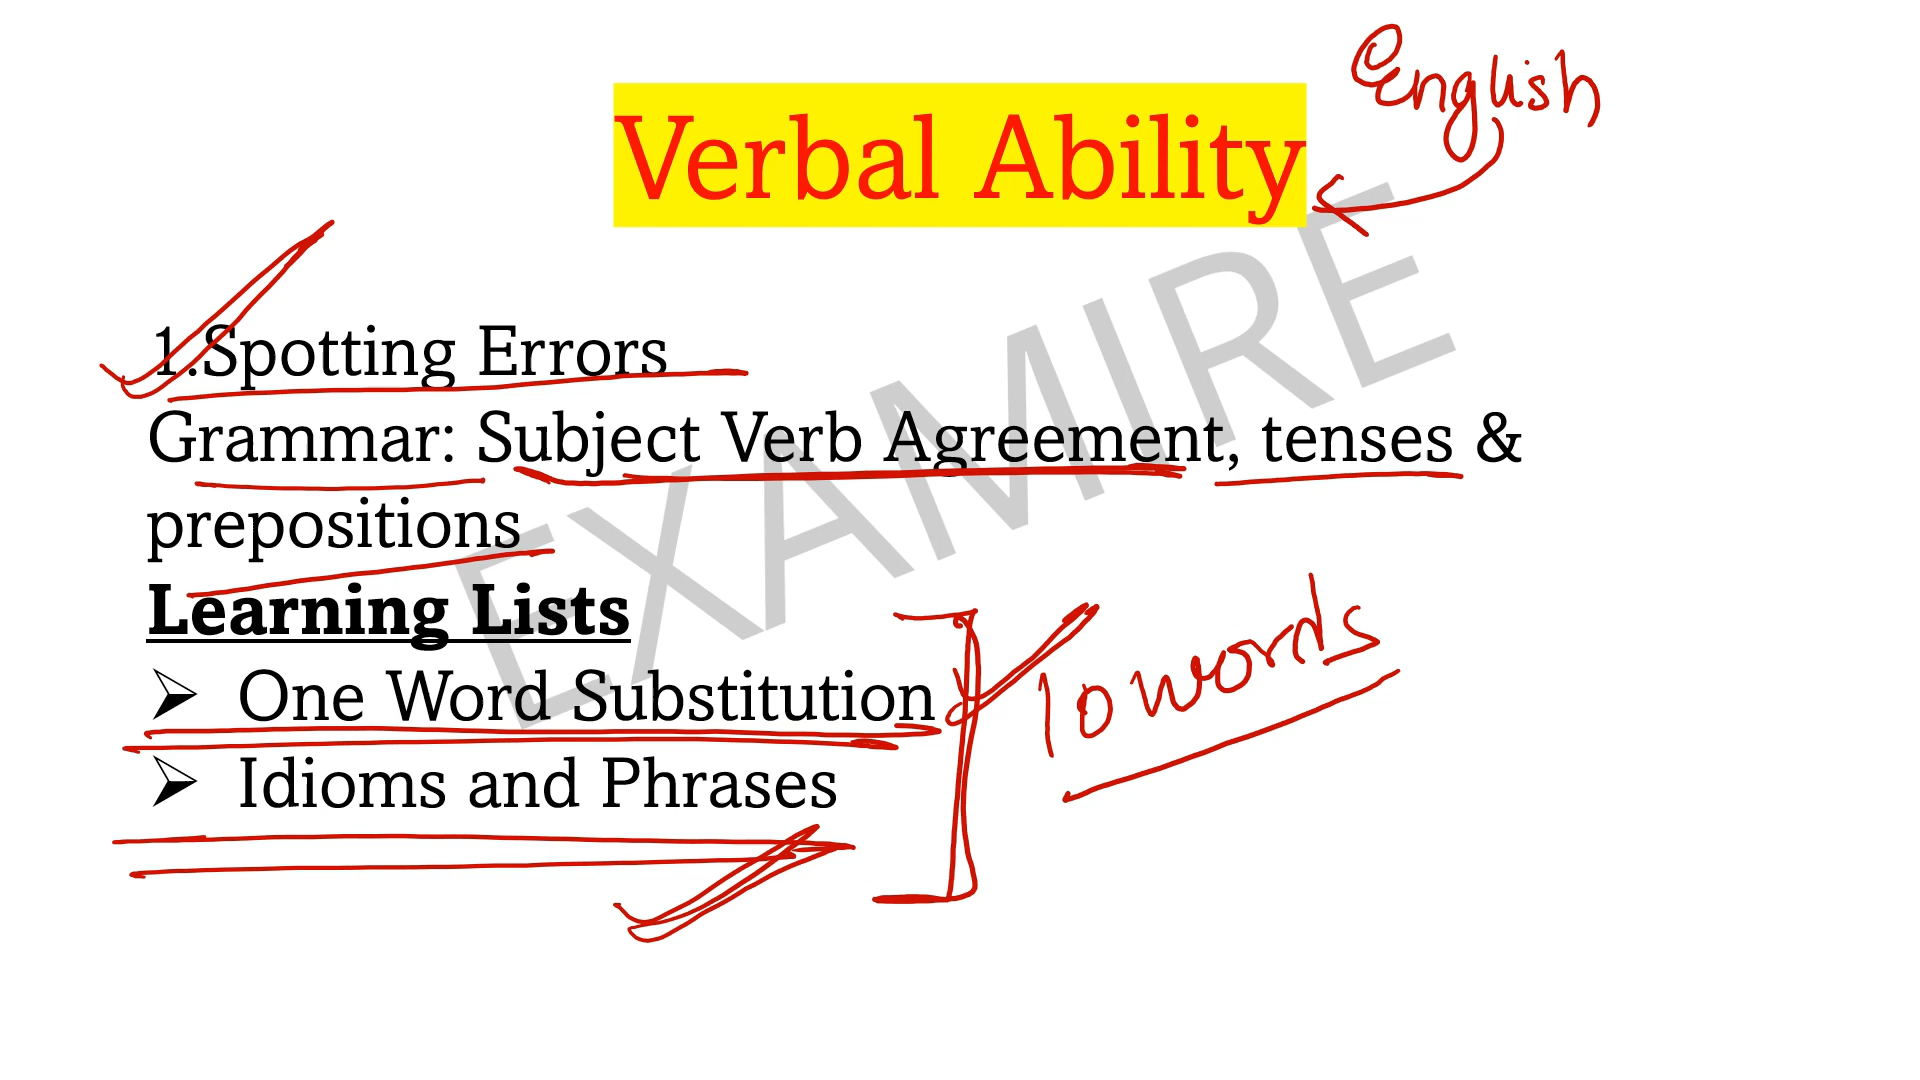 English
Verbal Ability
1.Spotting Errors
Grammar: Subject Verb Agreement, tenses &
prepositions
Learning Lists
➢ One Word Substitution
➢ Idioms and Phrases
10 words
EXAMIRE